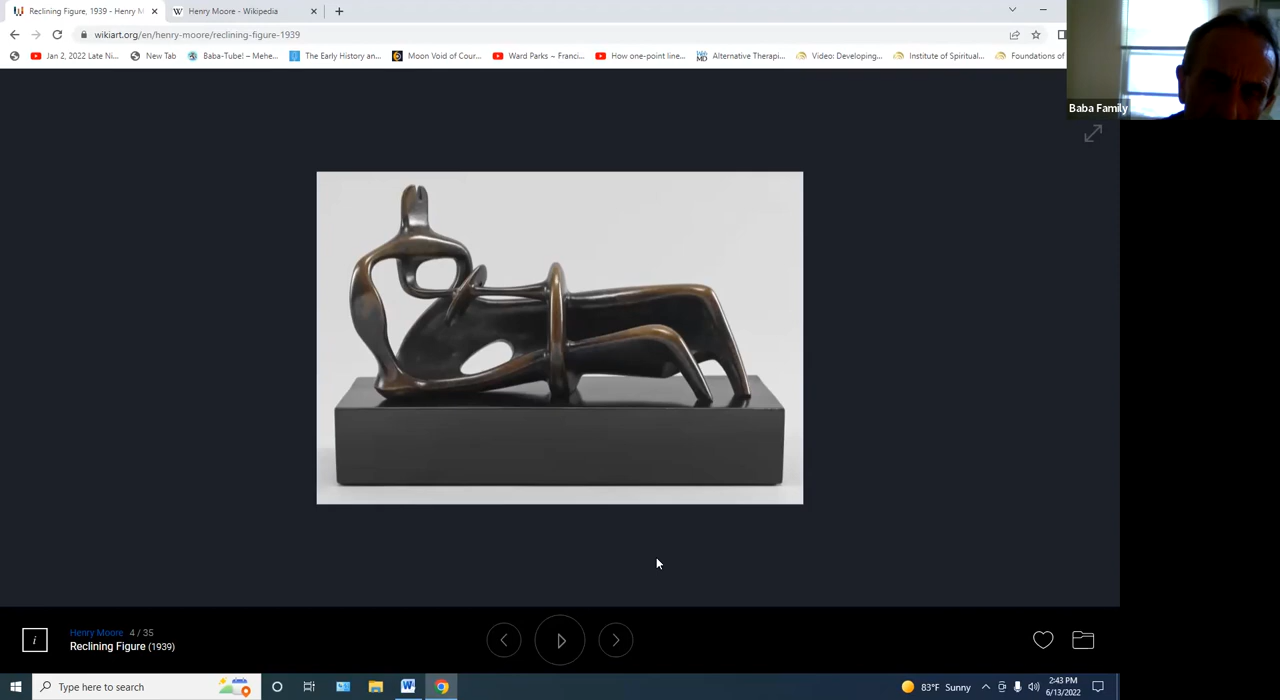 Reclining Figure, 1939 - Henry M
Henry Moore - Wikipedia
wikiart.org/en/henry-moore/reclining-figure-1939
Jan 2, 2022 Late Ni...
New Tab
Baba-Tube! – Mehe...
The Early History an...
Moon Void of Cour...
Ward Parks ~ Franci...
How one-point line...
Alternative Therapi...
Video: Developing...
Institute of Spiritual...
Foundations of
Baba Family
i
Henry Moore 4 / 35
Reclining Figure (1939)
Type here to search
83°F Sunny
2:43 PM
6/13/2022